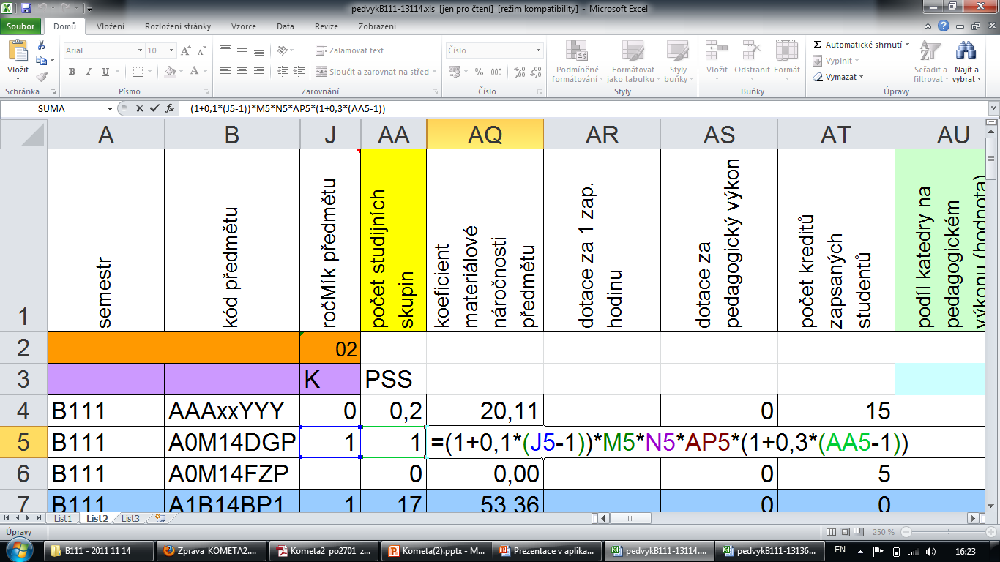 pedvykB111-13114.xls [jen pro čtení] [režim kompatibility] - Microsoft Excel
Soubor Domů Vložení Rozložení stránky Vzorce Data Revize Zobrazení
Vložit
Arial 10
B I U
Zalamovat text
Sloučit a zarovnat na střed
Číslo
% 000
Podmíněné formátování
Formátovat jako tabulku
Styly buňky
Vložit Odstranit Formát
Σ Automatické shrnutí
Vyplnit
Vymazat
Seřadit a filtrovat
Najít a vybrat
Schránka Písmo Zarovnání Číslo Styly Buňky Úpravy
SUMA fx =(1+0,1*(J5-1))*M5*N5*AP5*(1+0,3*(AA5-1))
A B J AA AQ AR AS AT AU
1
semestr
kód předmětu
ročMík předmětu
počet studijních
skupin
koeficient
materiálové
náročnosti
předmětu
dotace za 1 zap.
hodinu
dotace za
pedagogický výkon
počet kreditů
zapsaných
studentů
podíl katedry na
pedagogickém
výkonu (hodnota)
2 02
3 K PSS
4 B111 AAAxxYYY 0 0,2 20,11 0 15
5 B111 A0M14DGP 1 1 =(1+0,1*(J5-1))*M5*N5*AP5*(1+0,3*(AA5-1))
6 B111 A0M14FZP 0 0,00 0 5
7 B111 A1B14BP1 1 17 53,36 0 0
List1 List2 List3
Úpravy 250 %
B111 - 2011 11 14 Zprava_KOMETA2.... Kometa2_po2701_z... Kometa(2).pptx - M... Prezentace v aplika... pedvykB111-13114.... pedvykB111-13136.... EN 16:23